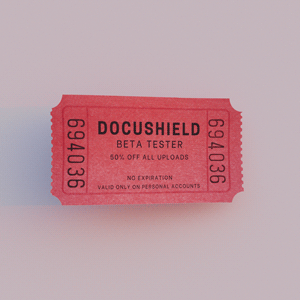 694036
DOCUSHIELD
BETA TESTER
50% OFF ALL UPLOADS
NO EXPIRATION
VALID ONLY ON PERSONAL ACCOUNTS
694036